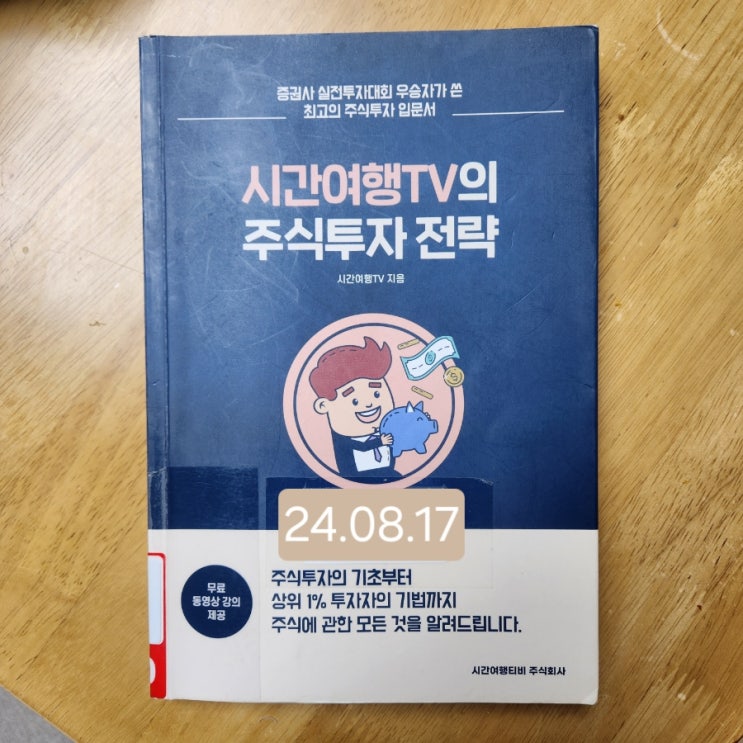 증권사 실전투자대회 우승자가 쓴
최고의 주식투자 입문서
시간여행TV의
주식투자 전략
시간여행TV 지음
24.08.17
무료
동영상 강의
제공
주식투자의 기초부터
상위 1% 투자자의 기법까지
주식에 관한 모든 것을 알려드립니다.
시간여행티비 주식회사